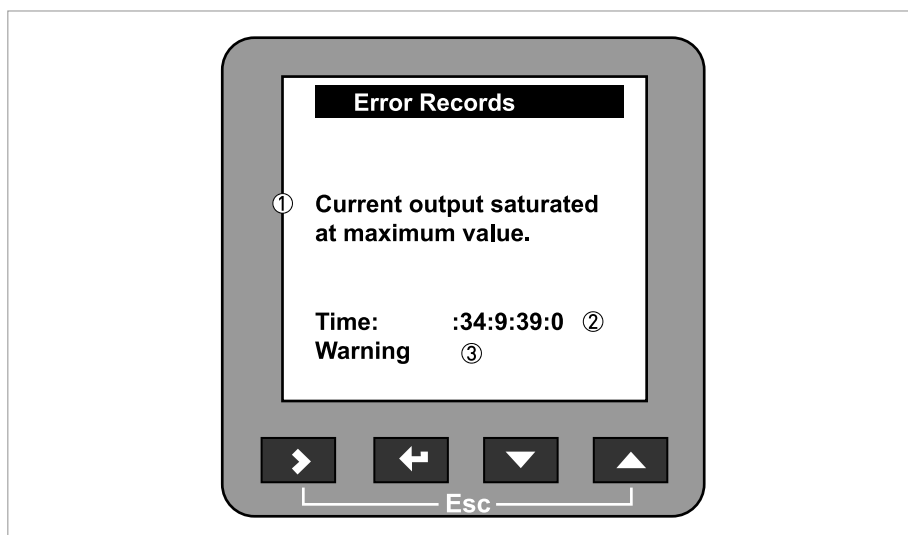 Error Records
① Current output saturated
at maximum value.
Time: :34:9:39:0 ②
Warning ③
Esc